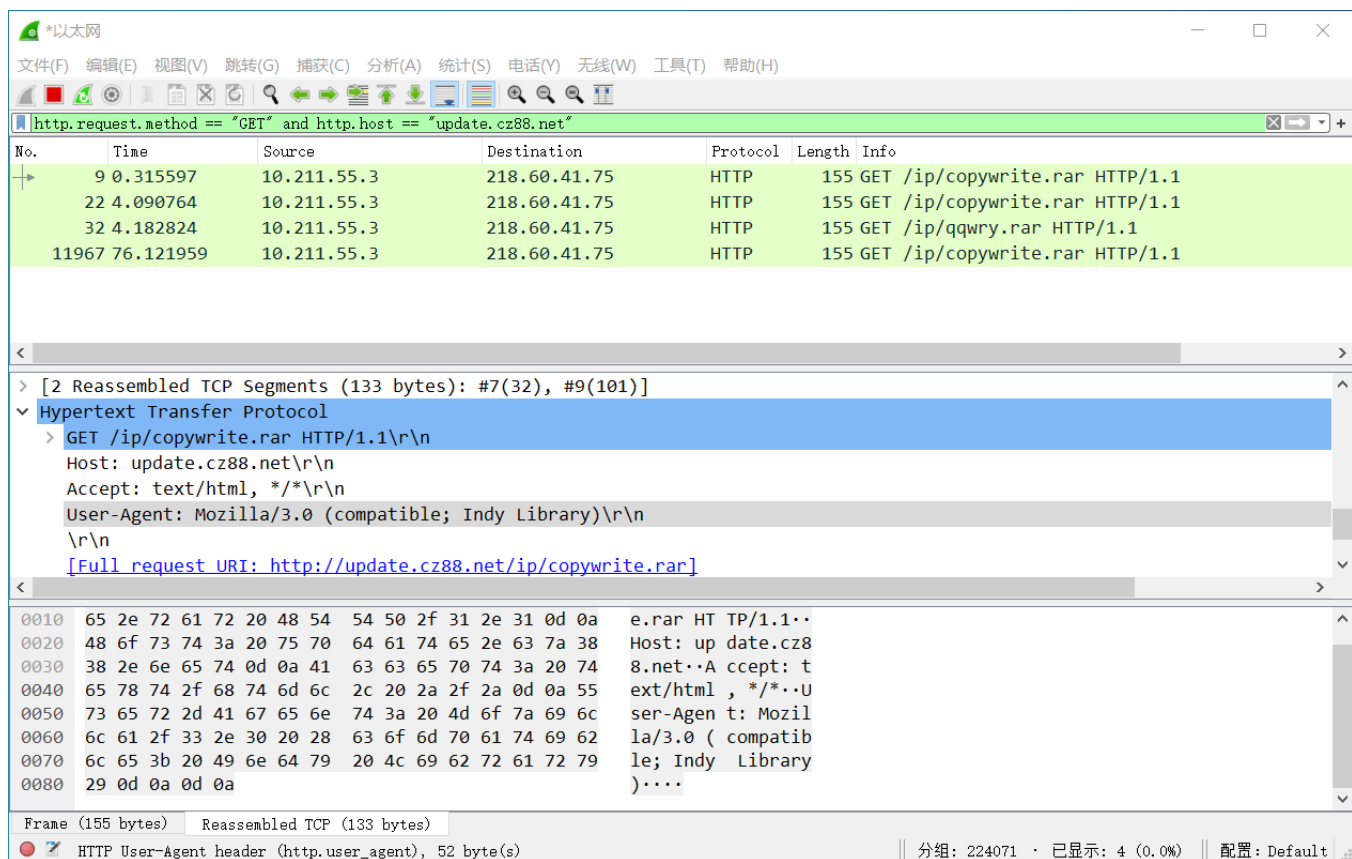 *以太网
文件(F) 编辑(E) 视图(V) 跳转(G) 捕获(C) 分析(A) 统计(S) 电话(Y) 无线(W) 工具(T) 帮助(H)
http.request.method == "GET" and http.host == "update.cz88.net"
No. Time Source Destination Protocol Length Info
9 0.315597 10.211.55.3 218.60.41.75 HTTP 155 GET /ip/copywrite.rar HTTP/1.1
22 4.090764 10.211.55.3 218.60.41.75 HTTP 155 GET /ip/copywrite.rar HTTP/1.1
32 4.182824 10.211.55.3 218.60.41.75 HTTP 155 GET /ip/qqwry.rar HTTP/1.1
11967 76.121959 10.211.55.3 218.60.41.75 HTTP 155 GET /ip/copywrite.rar HTTP/1.1
[2 Reassembled TCP Segments (133 bytes): #7(32), #9(101)]
Hypertext Transfer Protocol
GET /ip/copywrite.rar HTTP/1.1\r\n
Host: update.cz88.net\r\n
Accept: text/html, */*\r\n
User-Agent: Mozilla/3.0 (compatible; Indy Library)\r\n
\r\n
[Full request URI: http://update.cz88.net/ip/copywrite.rar]
0010 65 2e 72 61 72 20 48 54 54 50 2f 31 2e 31 0d 0a e.rar HT TP/1.1··
0020 48 6f 73 74 3a 20 75 70 64 61 74 65 2e 63 7a 38 Host: up date.cz8
0030 38 2e 6e 65 74 0d 0a 41 63 63 65 70 74 3a 20 74 8.net··A ccept: t
0040 65 78 74 2f 68 74 6d 6c 2c 20 2a 2f 2a 0d 0a 55 ext/html , */*··U
0050 73 65 72 2d 41 67 65 6e 74 3a 20 4d 6f 7a 69 6c ser-Agen t: Mozil
0060 6c 61 2f 33 2e 30 20 28 63 6f 6d 70 61 74 69 62 la/3.0 ( compatib
0070 6c 65 3b 20 49 6e 64 79 20 4c 69 62 72 61 72 79 le; Indy Library
0080 29 0d 0a 0d 0a )····
Frame (155 bytes) Reassembled TCP (133 bytes)
HTTP User-Agent header (http.user_agent), 52 byte(s) 分组: 224071 · 已显示: 4 (0.0%) 配置: Default